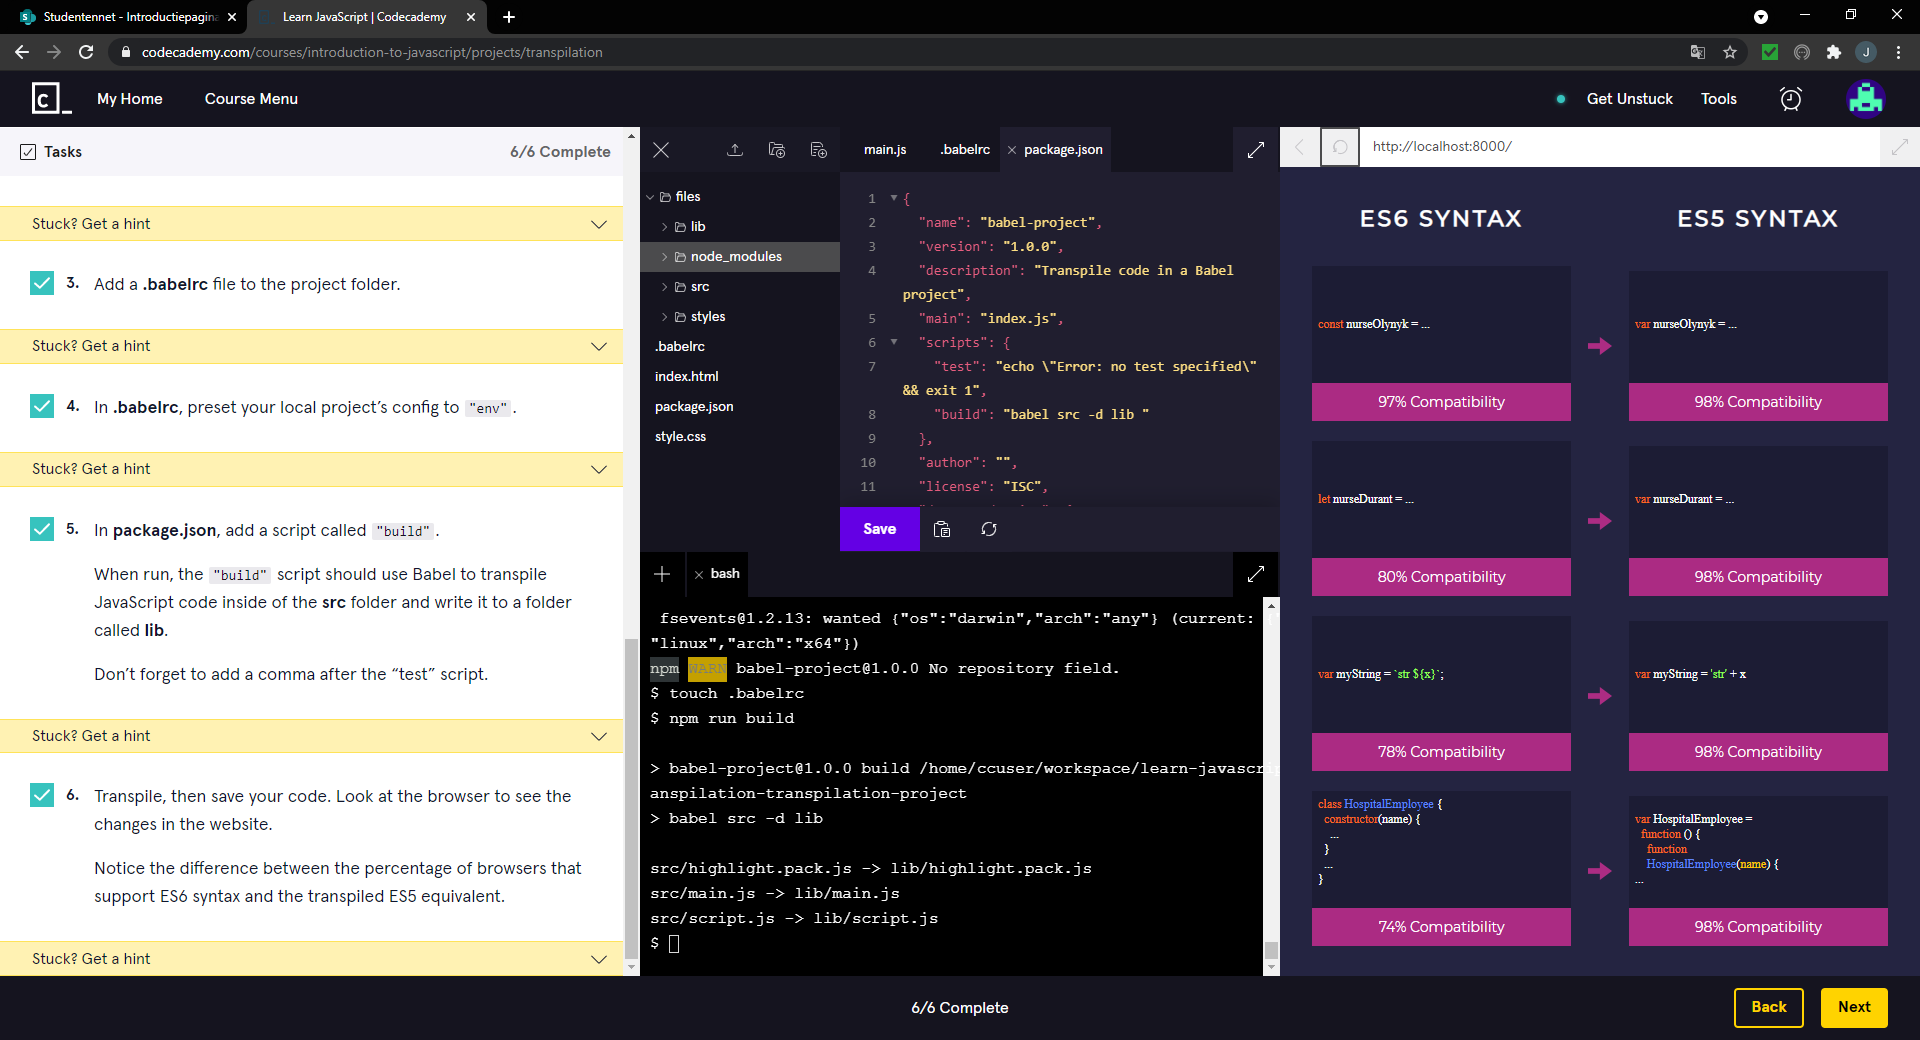 Studentennet - Introductiepagina
Learn JavaScript | Codecademy
codecademy.com/courses/introduction-to-javascript/projects/transpilation
J
c_
My Home
Course Menu
Get Unstuck
Tools
Tasks
6/6 Complete
Stuck? Get a hint
3. Add a .babelrc file to the project folder.
Stuck? Get a hint
4. In .babelrc, preset your local project's config to "env".
Stuck? Get a hint
5. In package.json, add a script called "build".
When run, the "build" script should use Babel to transpile
JavaScript code inside of the src folder and write it to a folder
called lib.
Don't forget to add a comma after the “test” script.
Stuck? Get a hint
6. Transpile, then save your code. Look at the browser to see the
changes in the website.
Notice the difference between the percentage of browsers that
support ES6 syntax and the transpiled ES5 equivalent.
Stuck? Get a hint
files
lib
node_modules
src
styles
.babelrc
index.html
package.json
style.css
main.js
.babelrc
package.json
1 {
2 "name": "babel-project",
3 "version": "1.0.0",
4 "description": "Transpile code in a Babel
project",
5 "main": "index.js",
6 "scripts": {
7 "test": "echo \"Error: no test specified\"
&& exit 1",
8 "build": "babel src -d lib "
9 },
10 "author": "",
11 "license": "ISC",
Save
bash
fsevents@1.2.13: wanted {"os":"darwin","arch":"any"} (current: {
"linux","arch":"x64"})
npm WARN babel-project@1.0.0 No repository field.
$ touch .babelrc
$ npm run build
> babel-project@1.0.0 build /home/ccuser/workspace/learn-javascri
anspilation-transpilation-project
> babel src -d lib
src/highlight.pack.js -> lib/highlight.pack.js
src/main.js -> lib/main.js
src/script.js -> lib/script.js
$
http://localhost:8000/
ES6 SYNTAX
ES5 SYNTAX
const nurseOlynyk = ...
var nurseOlynyk = ...
97% Compatibility
98% Compatibility
let nurseDurant = ...
var nurseDurant = ...
80% Compatibility
98% Compatibility
var myString = `str ${x}`;
var myString = 'str' + x
78% Compatibility
98% Compatibility
class HospitalEmployee {
constructor(name) {
...
}
...
}
var HospitalEmployee =
function () {
function
HospitalEmployee(name) {
...
74% Compatibility
98% Compatibility
6/6 Complete
Back
Next